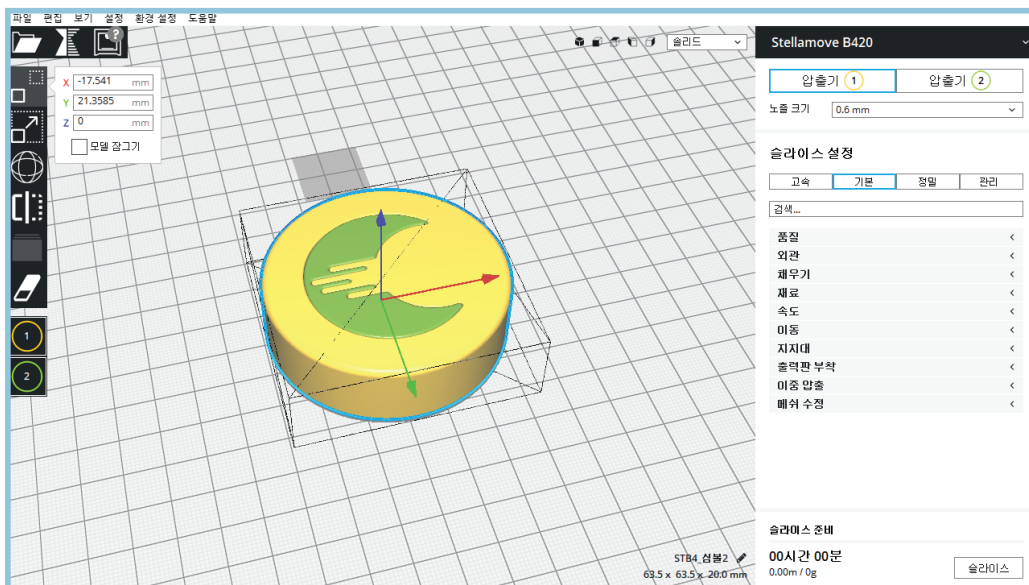 파일 편집 보기 설정 환경 설정 도움말
?
솔리드
Stellamove B420
X -17.541 mm
Y 21.3585 mm
Z 0 mm
모델 잠그기
압출기 1 압출기 2
노즐 크기 0.6 mm
슬라이스 설정
고속 기본 정밀 관리
검색...
품질
외관
채우기
재료
속도
이동
지지대
출력판 부착
이중 압출
메쉬 수정
1
2
STB4_심볼2
63.5 x 63.5 x 20.0 mm
슬라이스 준비
00시간 00분
0.00m / 0g
슬라이스